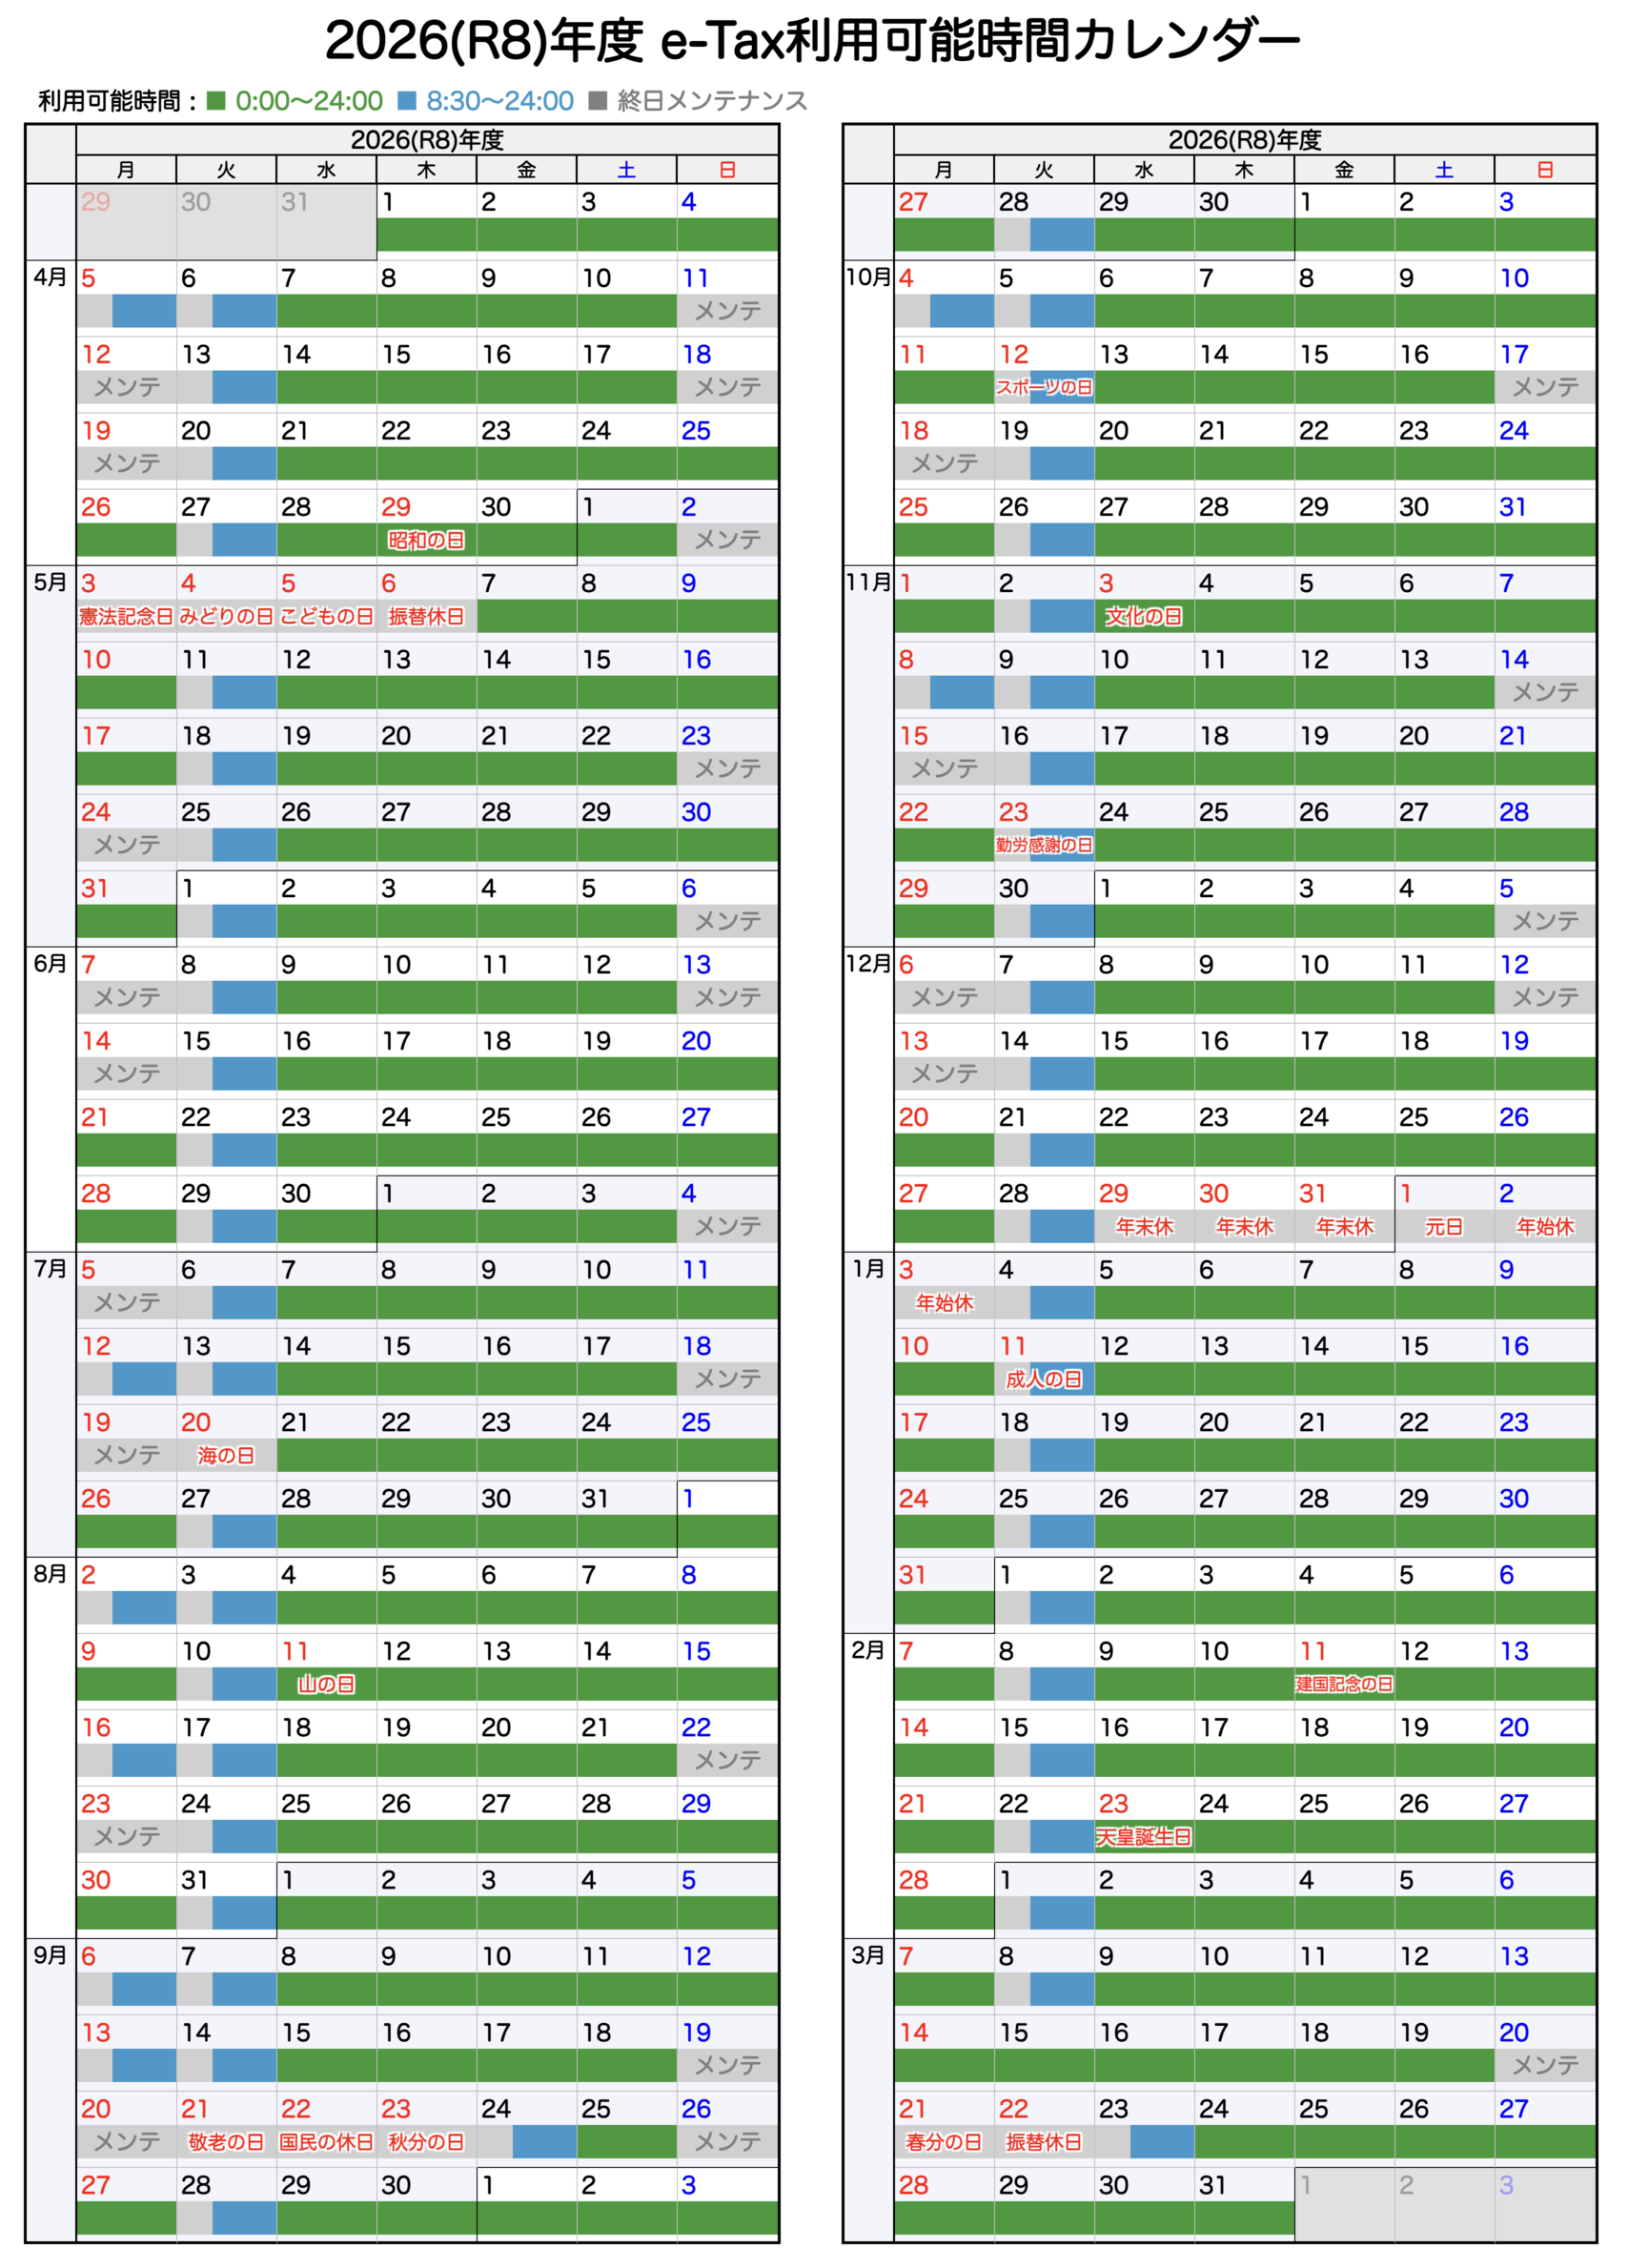 2026(R8)年度 e-Tax利用可能時間カレンダー
利用可能時間：■ 0:00〜24:00 ■ 8:30〜24:00 ■ 終日メンテナンス
2026(R8)年度
月 火 水 木 金 土 日
29 30 31 1 2 3 4
4月 5 6 7 8 9 10 11
メンテ
12 13 14 15 16 17 18
メンテ メンテ
19 20 21 22 23 24 25
メンテ
26 27 28 29 30 1 2
昭和の日 メンテ
5月 3 4 5 6 7 8 9
憲法記念日 みどりの日 こどもの日 振替休日
10 11 12 13 14 15 16
17 18 19 20 21 22 23
メンテ
24 25 26 27 28 29 30
メンテ
31 1 2 3 4 5 6
メンテ
6月 7 8 9 10 11 12 13
メンテ メンテ
14 15 16 17 18 19 20
メンテ
21 22 23 24 25 26 27
28 29 30 1 2 3 4
メンテ
7月 5 6 7 8 9 10 11
メンテ
12 13 14 15 16 17 18
メンテ
19 20 21 22 23 24 25
メンテ 海の日
26 27 28 29 30 31 1
8月 2 3 4 5 6 7 8
9 10 11 12 13 14 15
山の日
16 17 18 19 20 21 22
メンテ
23 24 25 26 27 28 29
メンテ
30 31 1 2 3 4 5
9月 6 7 8 9 10 11 12
13 14 15 16 17 18 19
メンテ
20 21 22 23 24 25 26
メンテ 敬老の日 国民の休日 秋分の日 メンテ
27 28 29 30 1 2 3
2026(R8)年度
月 火 水 木 金 土 日
27 28 29 30 1 2 3
10月 4 5 6 7 8 9 10
11 12 13 14 15 16 17
スポーツの日 メンテ
18 19 20 21 22 23 24
メンテ
25 26 27 28 29 30 31
11月 1 2 3 4 5 6 7
文化の日
8 9 10 11 12 13 14
メンテ
15 16 17 18 19 20 21
メンテ
22 23 24 25 26 27 28
勤労感謝の日
29 30 1 2 3 4 5
メンテ
12月 6 7 8 9 10 11 12
メンテ メンテ
13 14 15 16 17 18 19
メンテ
20 21 22 23 24 25 26
27 28 29 30 31 1 2
年末休 年末休 年末休 元日 年始休
1月 3 4 5 6 7 8 9
年始休
10 11 12 13 14 15 16
成人の日
17 18 19 20 21 22 23
24 25 26 27 28 29 30
31 1 2 3 4 5 6
2月 7 8 9 10 11 12 13
建国記念の日
14 15 16 17 18 19 20
21 22 23 24 25 26 27
天皇誕生日
28 1 2 3 4 5 6
3月 7 8 9 10 11 12 13
14 15 16 17 18 19 20
メンテ
21 22 23 24 25 26 27
春分の日 振替休日
28 29 30 31 1 2 3